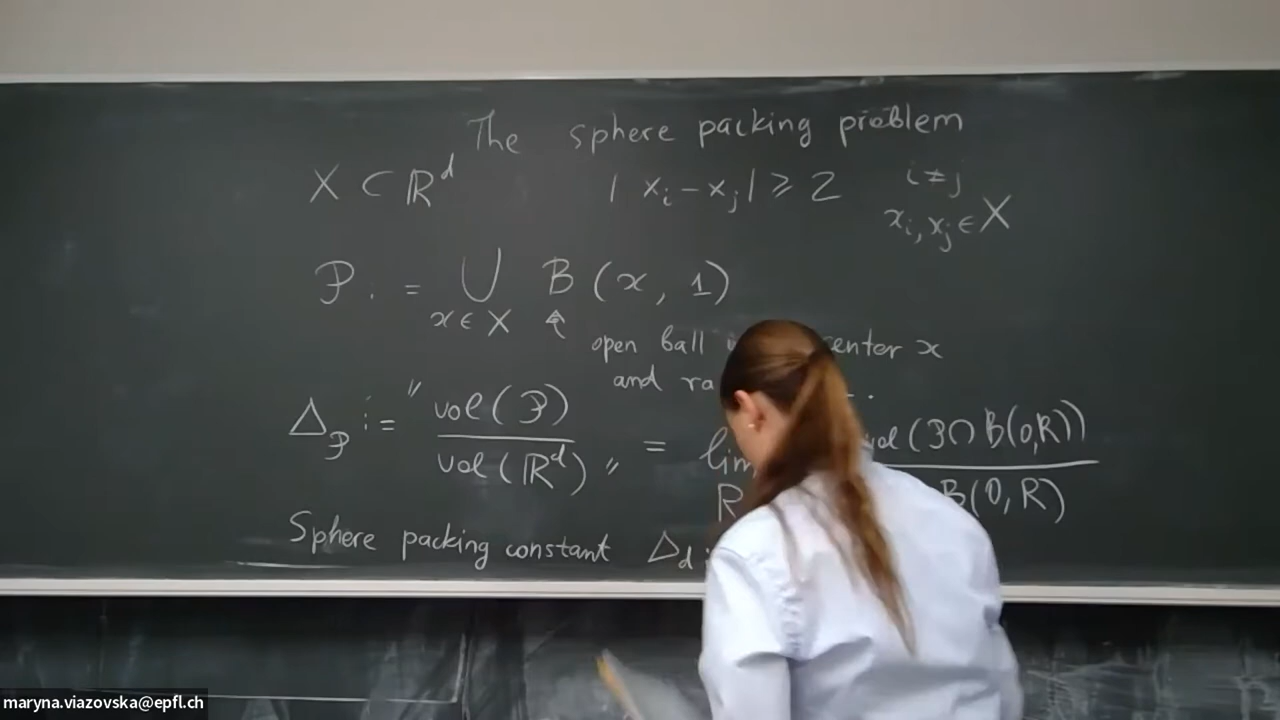 The sphere packing problem
X ⊂ ℝ^d |x_i - x_j| ⩾ 2 i ≠ j
x_i, x_j ∈ X
𝒫 := ⋃ B (x, 1)
x ∈ X ⇑
open ball center x
and
Δ_𝒫 := " vol(𝒫) / vol(ℝ^d) " = lim vol(𝒫 ∩ B(0,R)) / B(0,R)
R
Sphere packing constant Δ_d
maryna.viazovska@epfl.ch